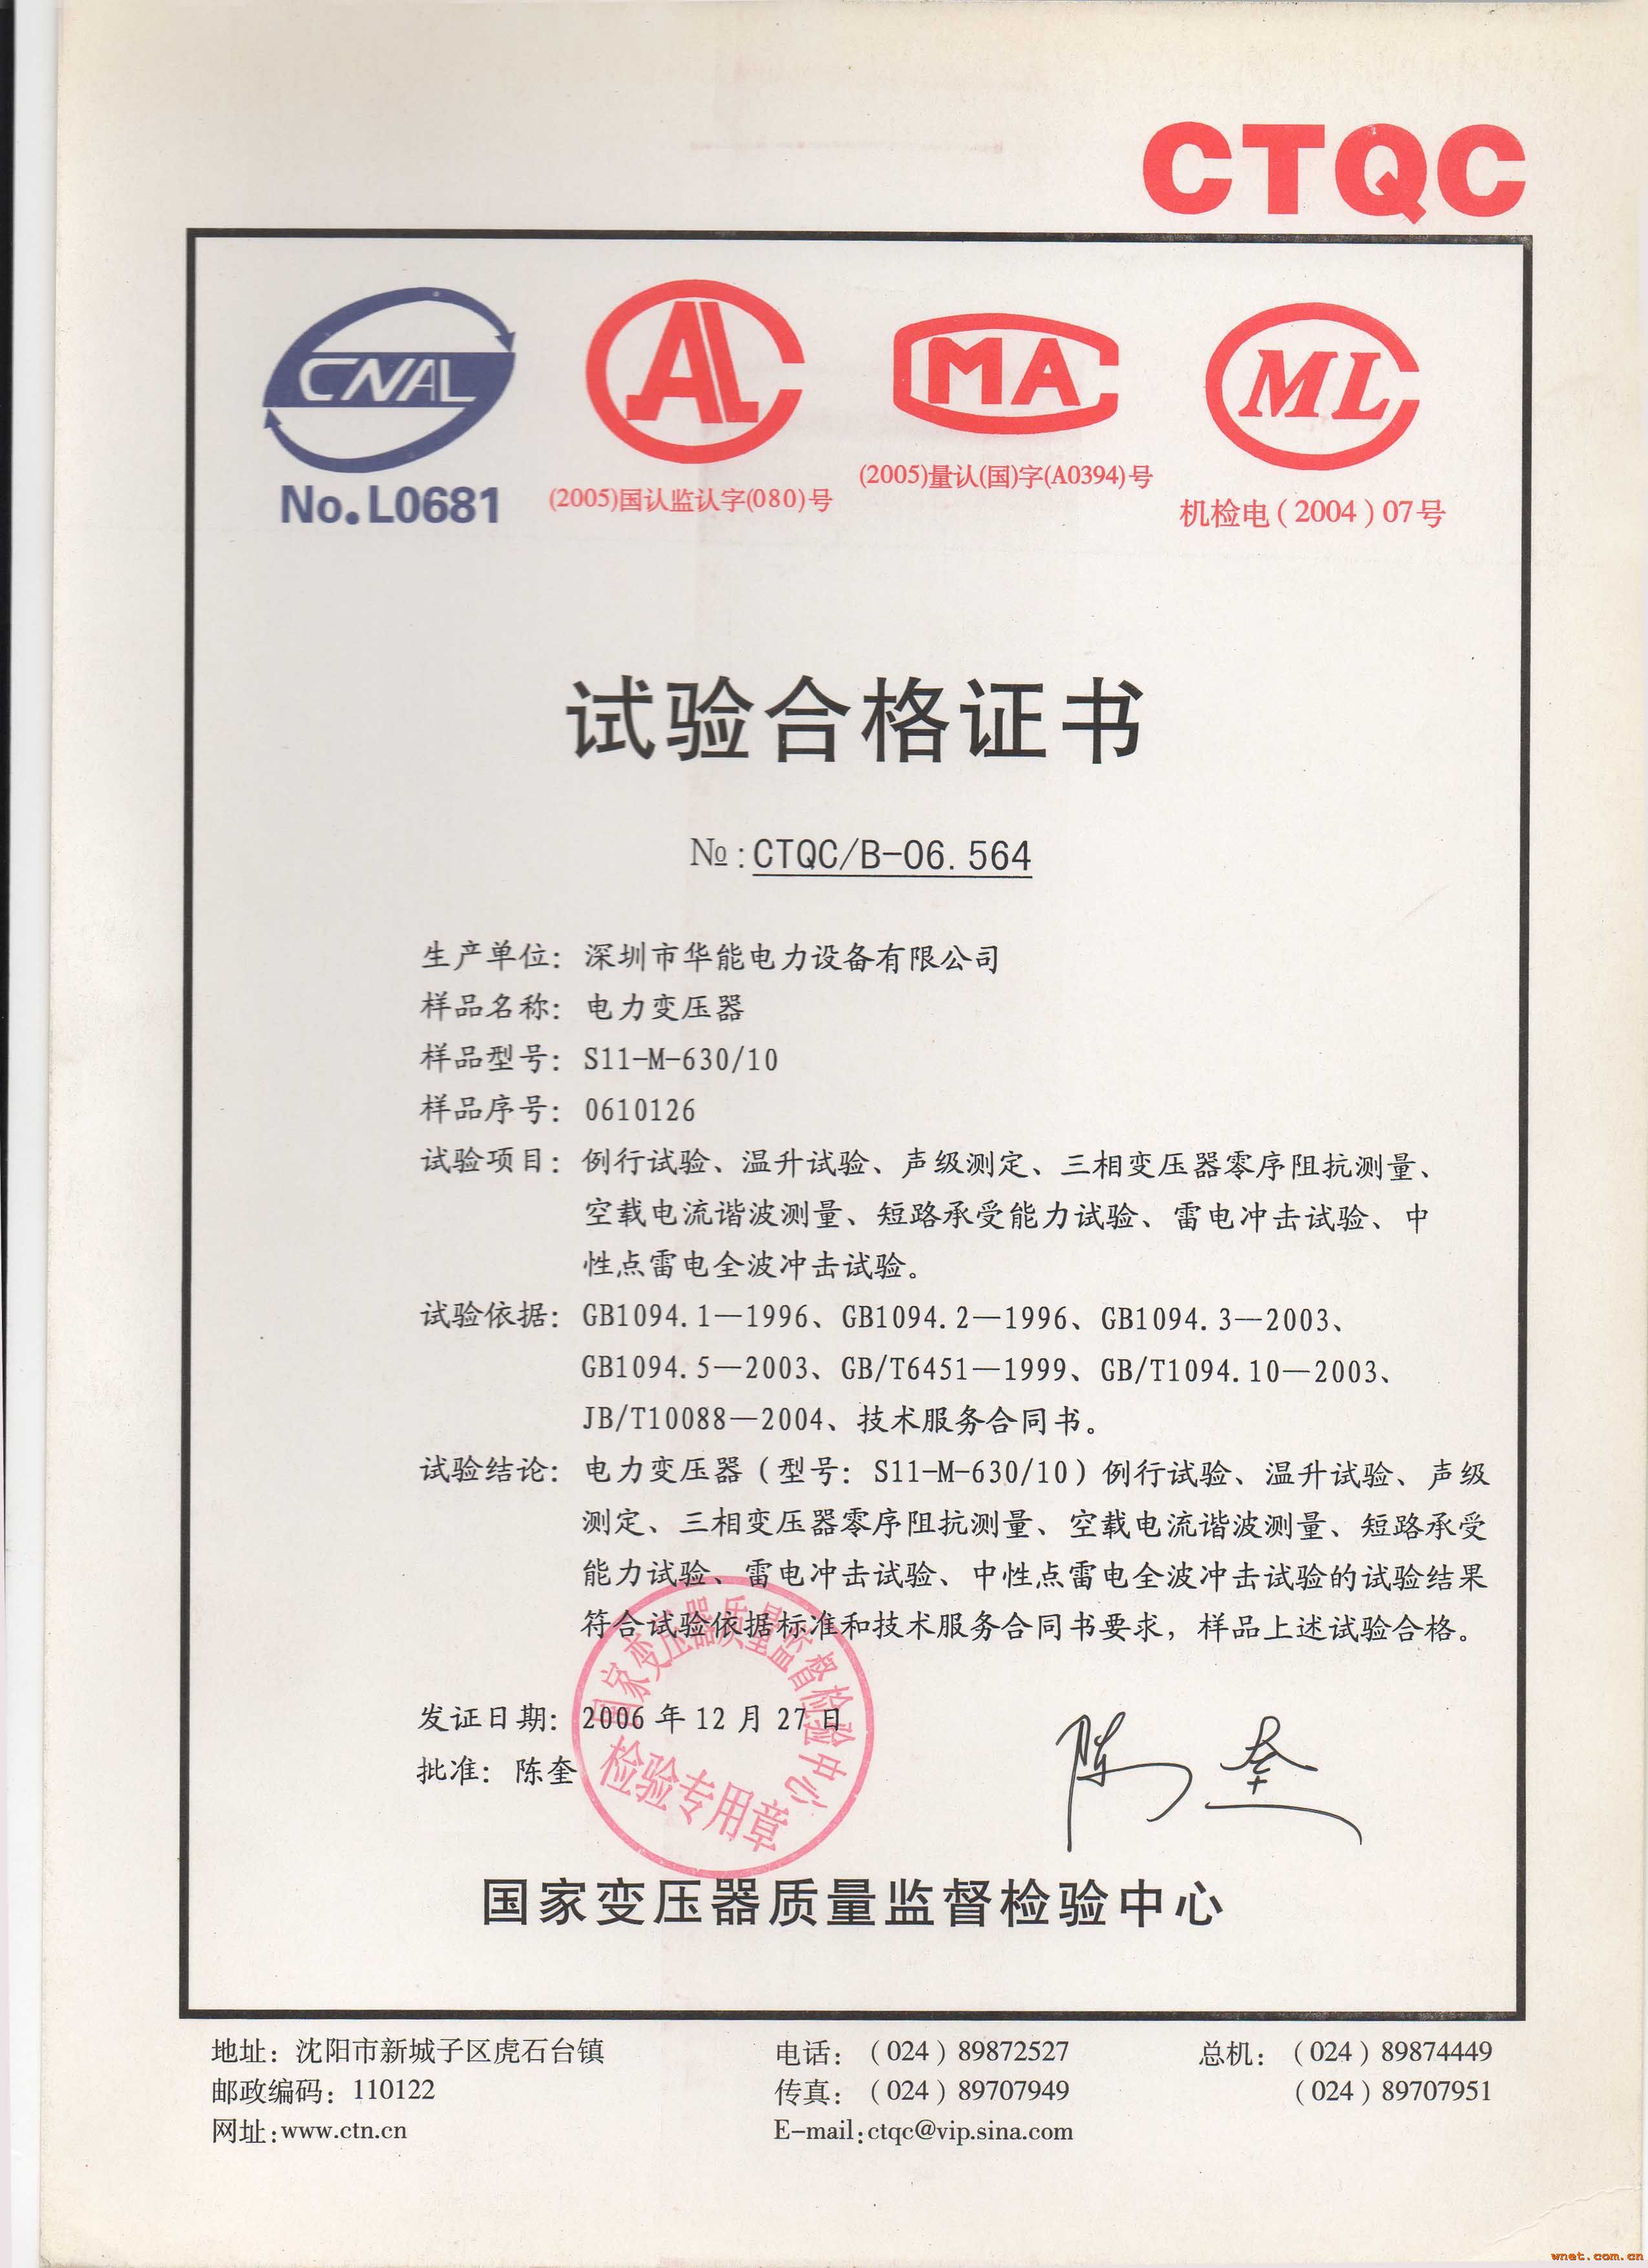 CTQC
CNAL
AL
MA
ML
No.L0681
(2005)国认监认字(080)号
(2005)量认(国)字(A0394)号
机检电(2004)07号
试验合格证书
№:CTQC/B-06.564
生产单位：深圳市华能电力设备有限公司
样品名称：电力变压器
样品型号：S11-M-630/10
样品序号：0610126
试验项目：例行试验、温升试验、声级测定、三相变压器零序阻抗测量、
空载电流谐波测量、短路承受能力试验、雷电冲击试验、中
性点雷电全波冲击试验。
试验依据：GB1094.1—1996、GB1094.2—1996、GB1094.3—2003、
GB1094.5—2003、GB/T6451—1999、GB/T1094.10—2003、
JB/T10088—2004、技术服务合同书。
试验结论：电力变压器（型号：S11-M-630/10）例行试验、温升试验、声级
测定、三相变压器零序阻抗测量、空载电流谐波测量、短路承受
能力试验、雷电冲击试验、中性点雷电全波冲击试验的试验结果
符合试验依据标准和技术服务合同书要求，样品上述试验合格。
国家变压器质量监督检验中心
检验专用章
发证日期：2006年12月27日
批准：陈奎
陈奎
国家变压器质量监督检验中心
地址：沈阳市新城子区虎石台镇
电话：（024）89872527
总机：（024）89874449
邮政编码：110122
传真：（024）89707949
（024）89707951
网址:www.ctn.cn
E-mail:ctqc@vip.sina.com
wnet.com.cn